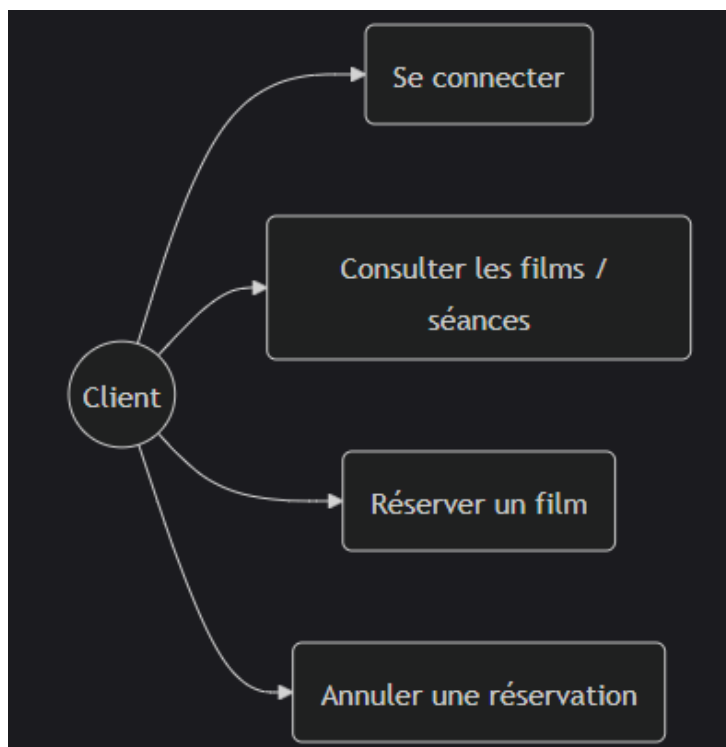 Se connecter
Consulter les films /
séances
Client
Réserver un film
Annuler une réservation